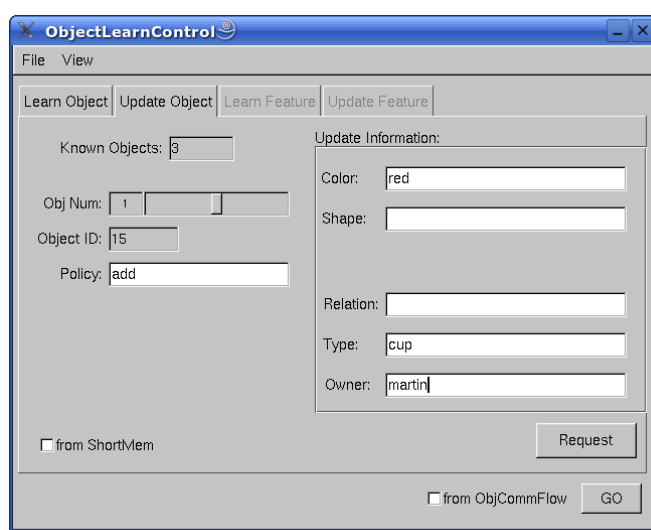 ObjectLearnControl
File View
Learn Object Update Object Learn Feature Update Feature
Known Objects: 3
Obj Num: 1
Object ID: 15
Policy: add
Update Information:
Color: red
Shape:
Relation:
Type: cup
Owner: martin
from ShortMem
Request
from ObjCommFlow GO